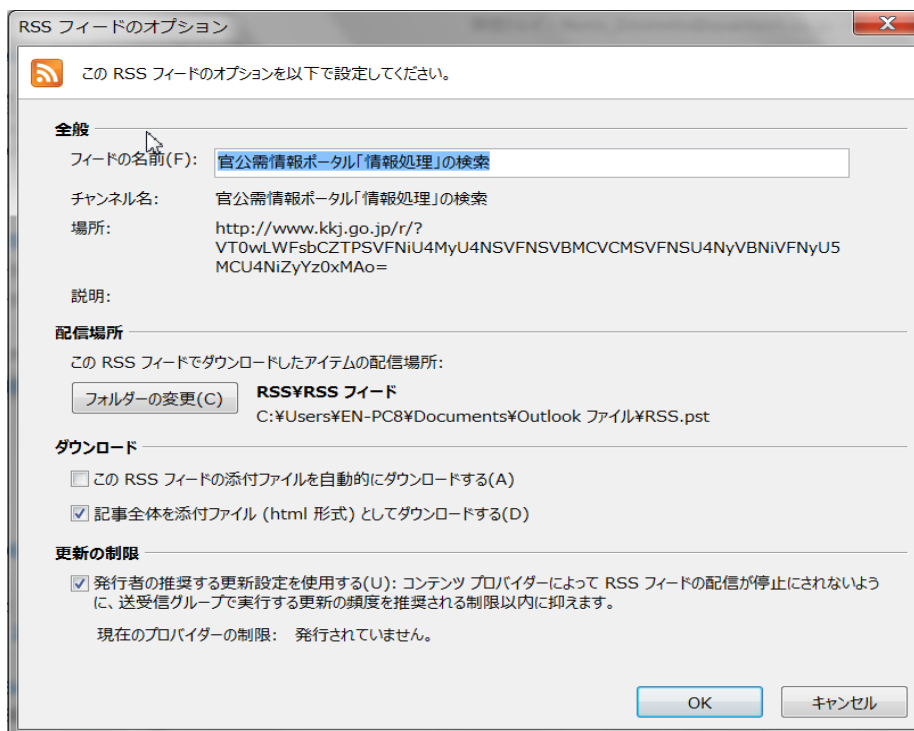 RSS フィードのオプション
この RSS フィードのオプションを以下で設定してください。
全般
フィードの名前(F):
官公需情報ポータル「情報処理」の検索
チャンネル名:
官公需情報ポータル「情報処理」の検索
場所:
http://www.kkj.go.jp/r/?
VT0wLWFsbCZTPSVFNiU4MyU4NSVFNSVBMCVCMSVFNSU4NyVBNiVFNyU5
MCU4NiZyYz0xMAo=
説明:
配信場所
この RSS フィードでダウンロードしたアイテムの配信場所:
フォルダーの変更(C)
RSS¥RSS フィード
C:¥Users¥EN-PC8¥Documents¥Outlook ファイル¥RSS.pst
ダウンロード
この RSS フィードの添付ファイルを自動的にダウンロードする(A)
記事全体を添付ファイル (html 形式) としてダウンロードする(D)
更新の制限
発行者の推奨する更新設定を使用する(U): コンテンツ プロバイダーによって RSS フィードの配信が停止にされないよう
に、送受信グループで実行する更新の頻度を推奨される制限以内に抑えます。
現在のプロバイダーの制限: 発行されていません。
OK
キャンセル